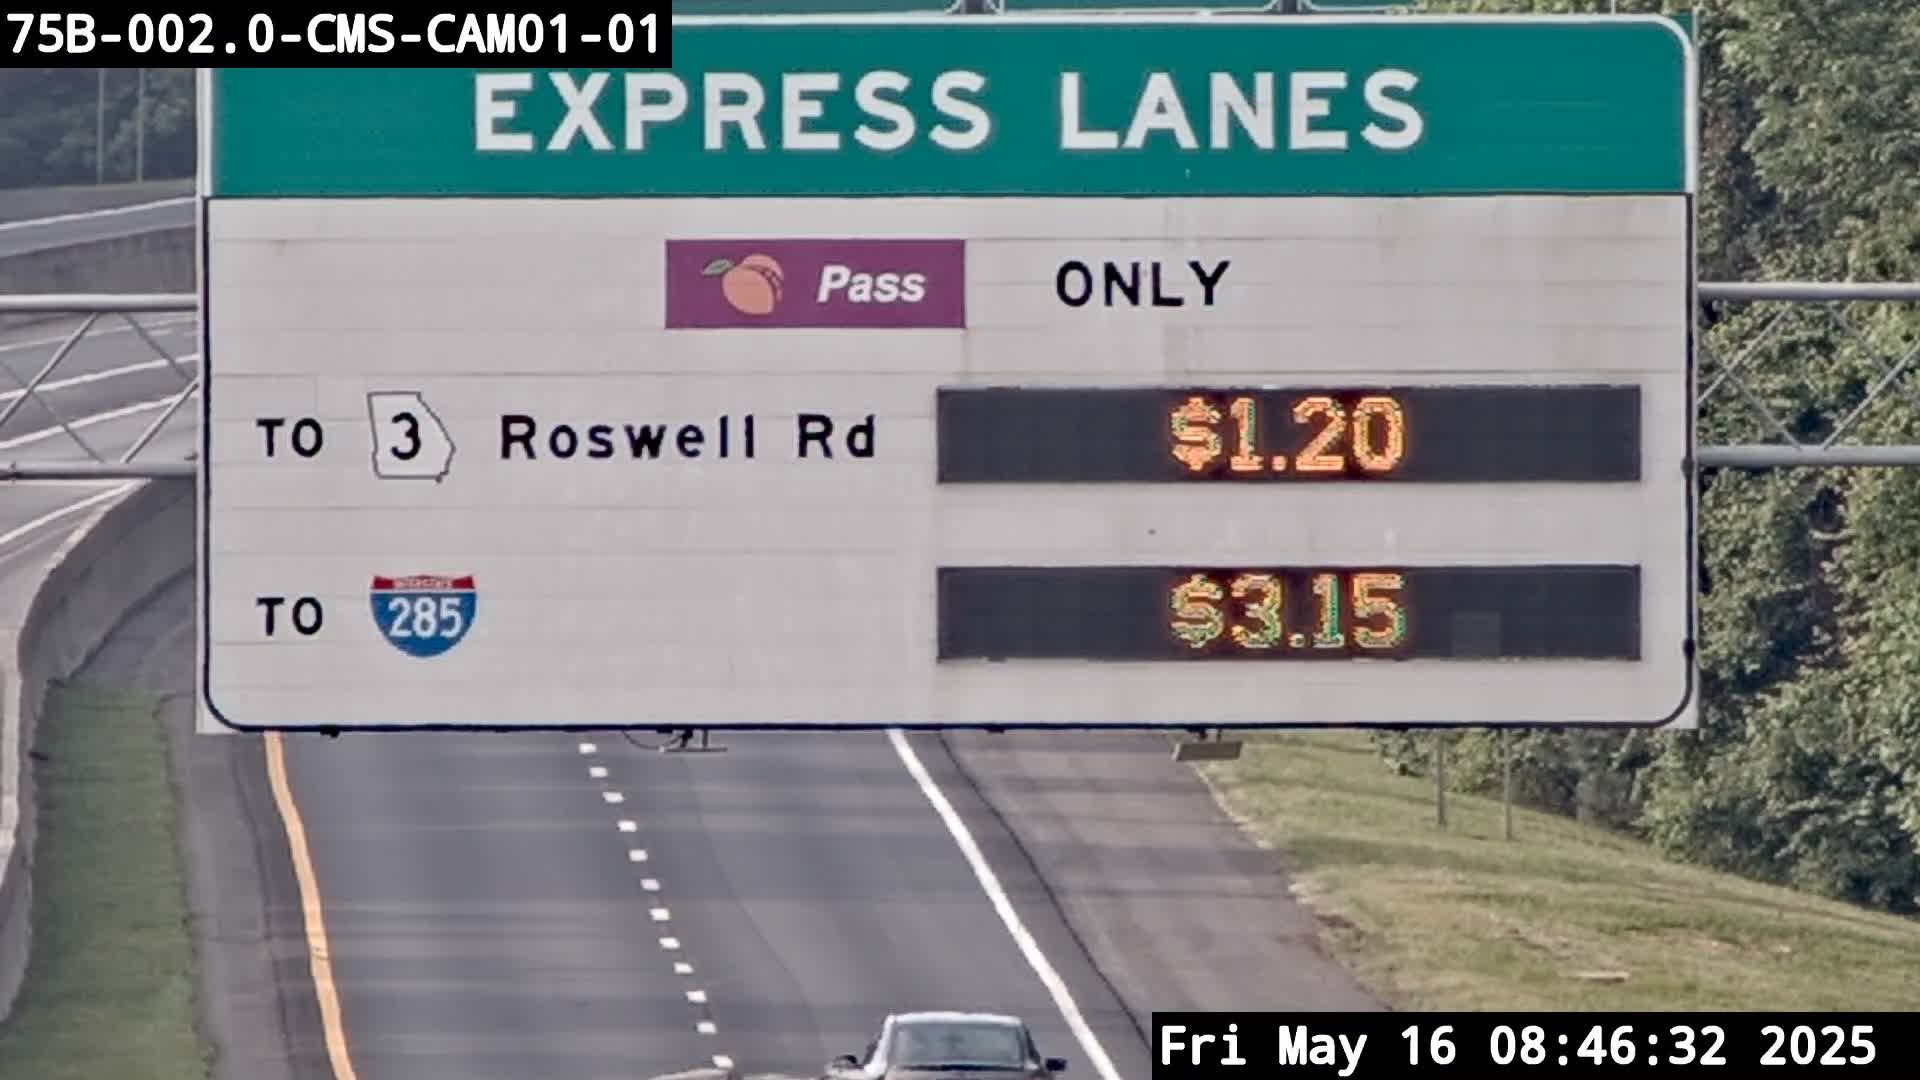 75B-002.0-CMS-CAM01-01
EXPRESS LANES
Pass ONLY
TO 3 Roswell Rd $1.20
TO INTERSTATE 285 $3.15
Fri May 16 08:46:32 2025